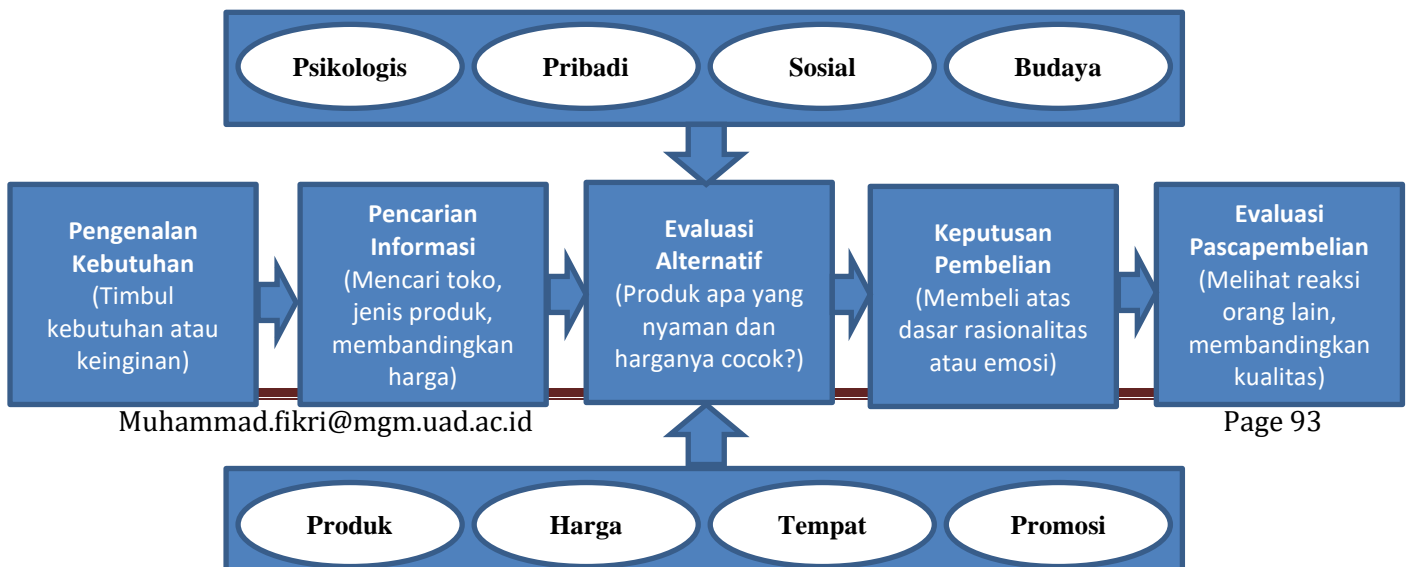 Psikologis
Pribadi
Sosial
Budaya
Pengenalan
Kebutuhan
(Timbul
kebutuhan atau
keinginan)
Pencarian
Informasi
(Mencari toko,
jenis produk,
membandingkan
harga)
Evaluasi
Alternatif
(Produk apa yang
nyaman dan
harganya cocok?)
Keputusan
Pembelian
(Membeli atas
dasar rasionalitas
atau emosi)
Evaluasi
Pascapembelian
(Melihat reaksi
orang lain,
membandingkan
kualitas)
Muhammad.fikri@mgm.uad.ac.id
Page 93
Produk
Harga
Tempat
Promosi